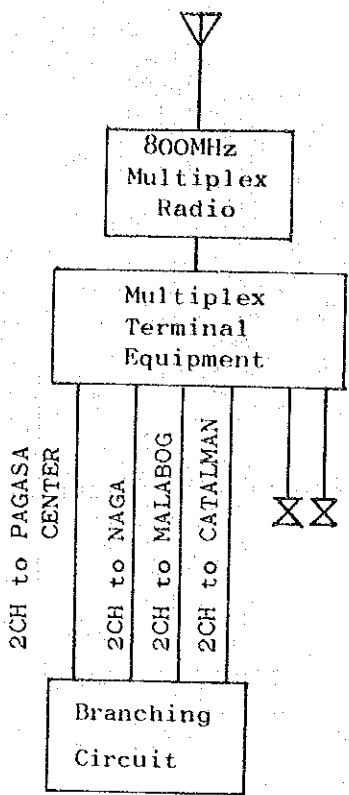 800MHz
Multiplex
Radio
Multiplex
Terminal
Equipment
2CH to PAGASA
CENTER
2CH to NAGA
2CH to MALABOG
2CH to CATALMAN
Branching
Circuit